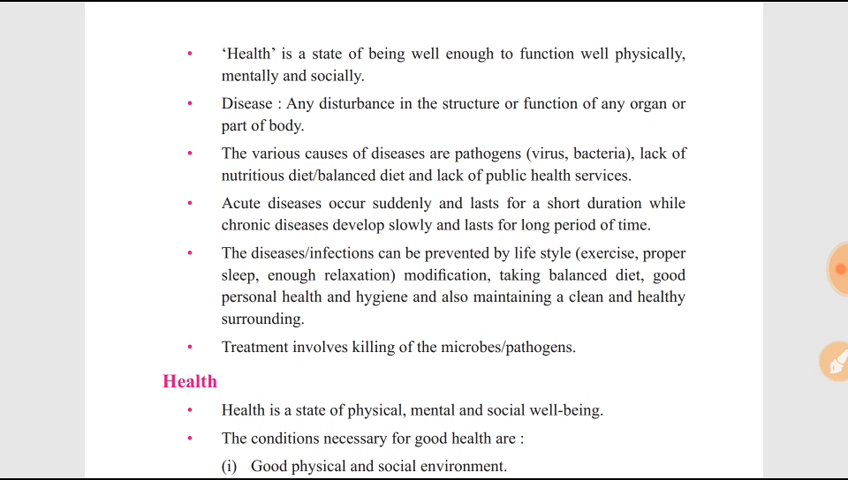 • ‘Health’ is a state of being well enough to function well physically,
mentally and socially.
• Disease : Any disturbance in the structure or function of any organ or
part of body.
• The various causes of diseases are pathogens (virus, bacteria), lack of
nutritious diet/balanced diet and lack of public health services.
• Acute diseases occur suddenly and lasts for a short duration while
chronic diseases develop slowly and lasts for long period of time.
• The diseases/infections can be prevented by life style (exercise, proper
sleep, enough relaxation) modification, taking balanced diet, good
personal health and hygiene and also maintaining a clean and healthy
surrounding.
• Treatment involves killing of the microbes/pathogens.
Health
• Health is a state of physical, mental and social well-being.
• The conditions necessary for good health are :
(i) Good physical and social environment.